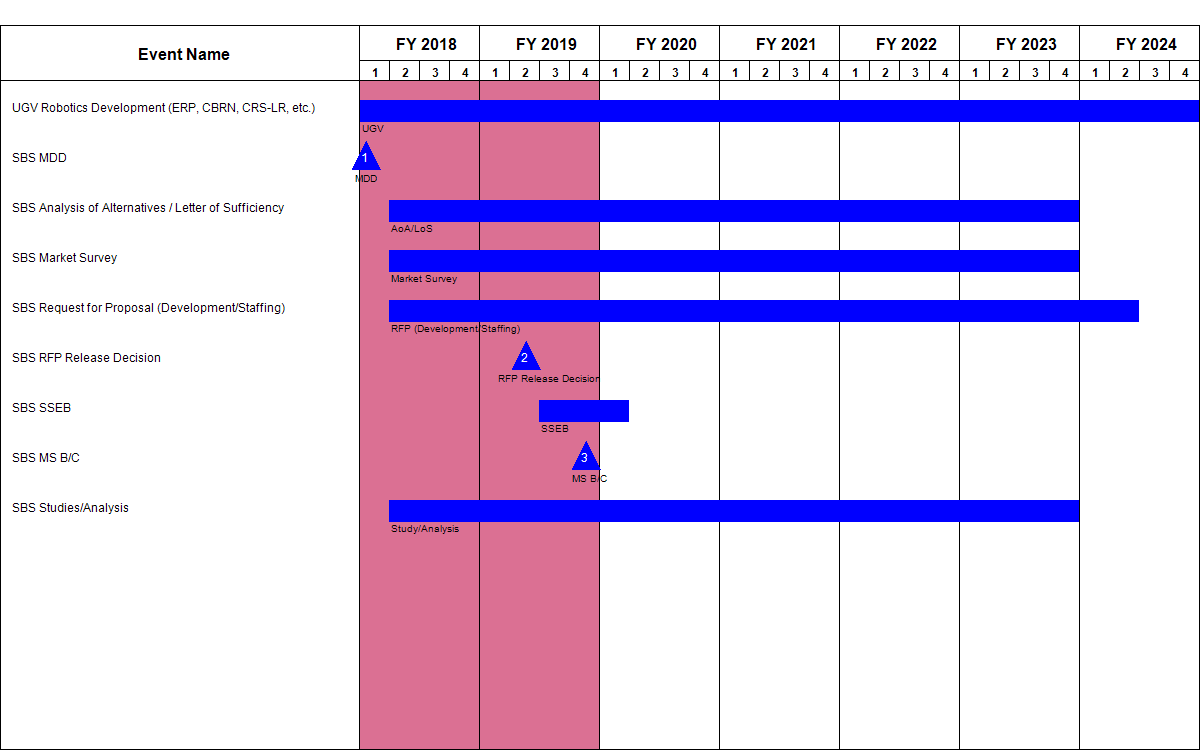 Event Name
FY 2018 FY 2019 FY 2020 FY 2021 FY 2022 FY 2023 FY 2024
1 2 3 4 1 2 3 4 1 2 3 4 1 2 3 4 1 2 3 4 1 2 3 4 1 2 3 4
UGV Robotics Development (ERP, CBRN, CRS-LR, etc.)
UGV
SBS MDD
1
MDD
SBS Analysis of Alternatives / Letter of Sufficiency
AoA/LoS
SBS Market Survey
Market Survey
SBS Request for Proposal (Development/Staffing)
RFP (Development/Staffing)
SBS RFP Release Decision
2
RFP Release Decision
SBS SSEB
SSEB
SBS MS B/C
3
MS B/C
SBS Studies/Analysis
Study/Analysis